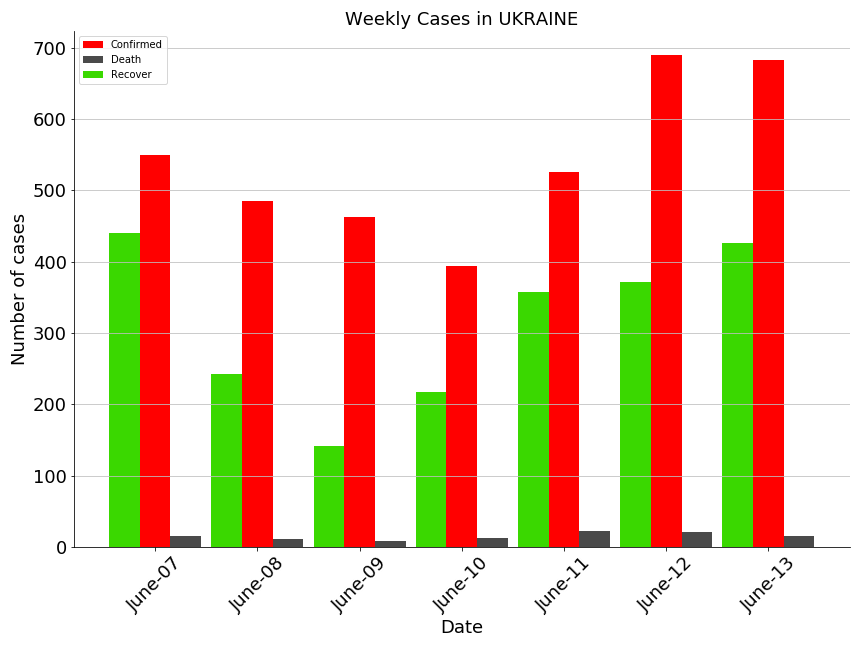 Weekly Cases in UKRAINE
Confirmed
Death
Recover
Number of cases
700
600
500
400
300
200
100
0
June-07
June-08
June-09
June-10
June-11
June-12
June-13
Date